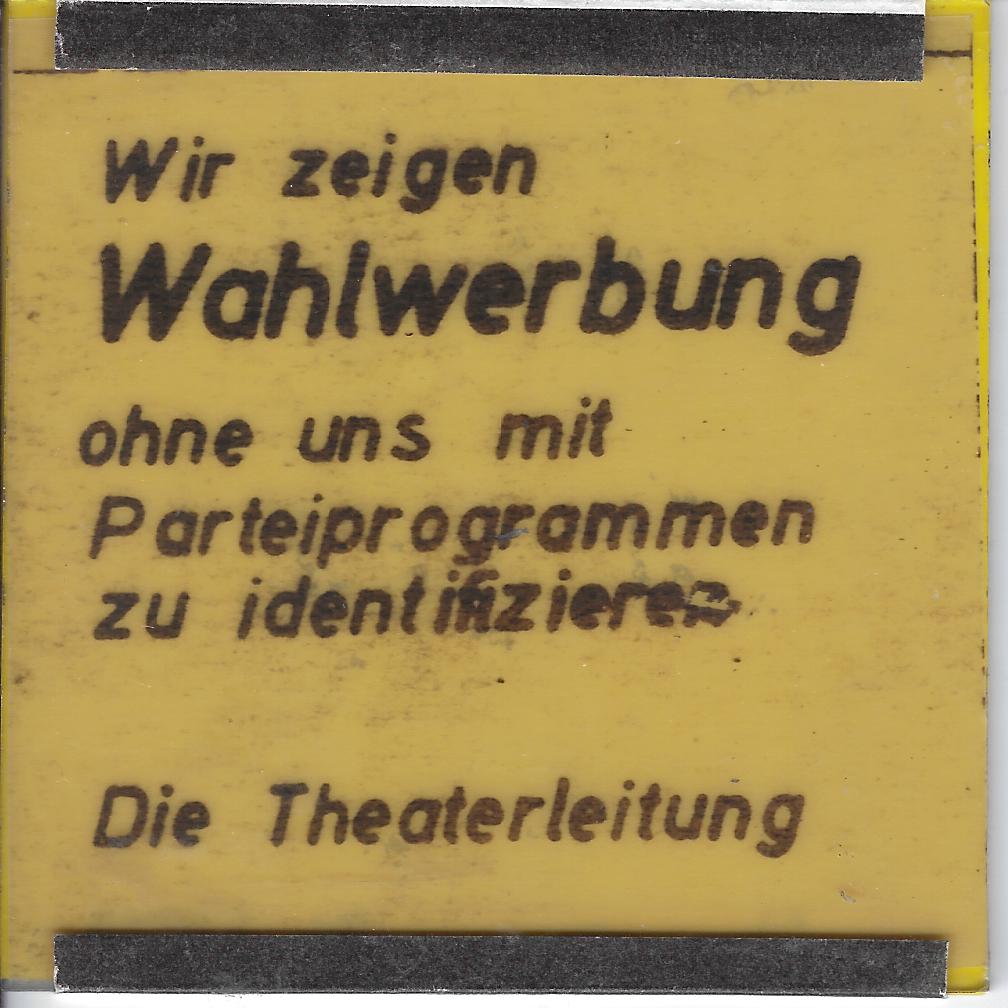 Wir zeigen
Wahlwerbung
ohne uns mit
Parteiprogrammen
zu identifizieren
Die Theaterleitung